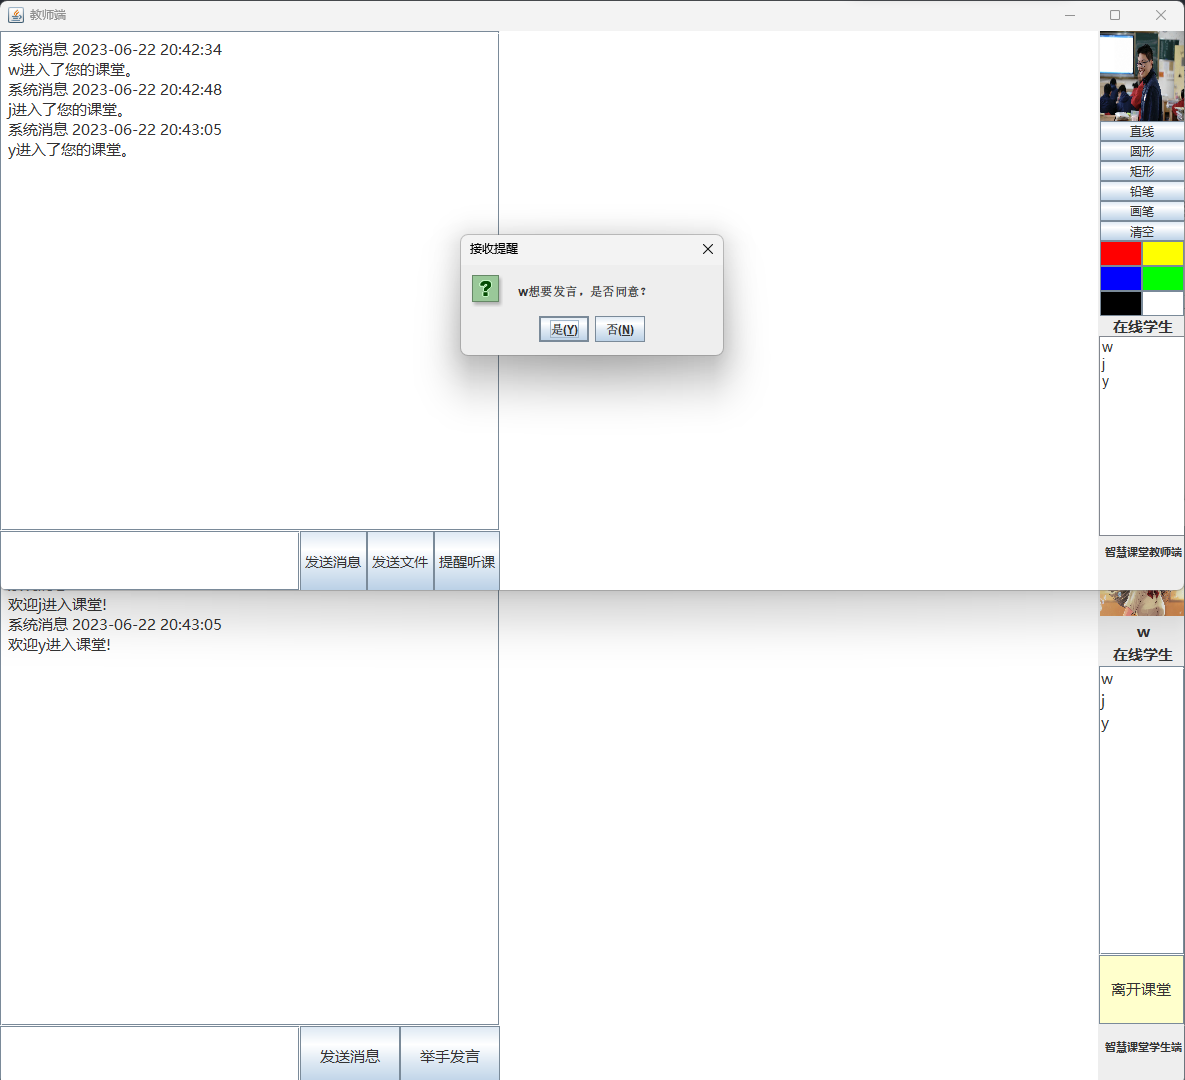 教师端
系统消息 2023-06-22 20:42:34
w进入了您的课堂。
系统消息 2023-06-22 20:42:48
j进入了您的课堂。
系统消息 2023-06-22 20:43:05
y进入了您的课堂。
接收提醒
w想要发言，是否同意?
是(Y)
否(N)
直线
圆形
矩形
铅笔
画笔
清空
在线学生
w
j
y
智慧课堂教师端
发送消息
发送文件
提醒听课
欢迎j进入课堂!
系统消息 2023-06-22 20:43:05
欢迎y进入课堂!
w
在线学生
w
j
y
离开课堂
智慧课堂学生端
发送消息
举手发言